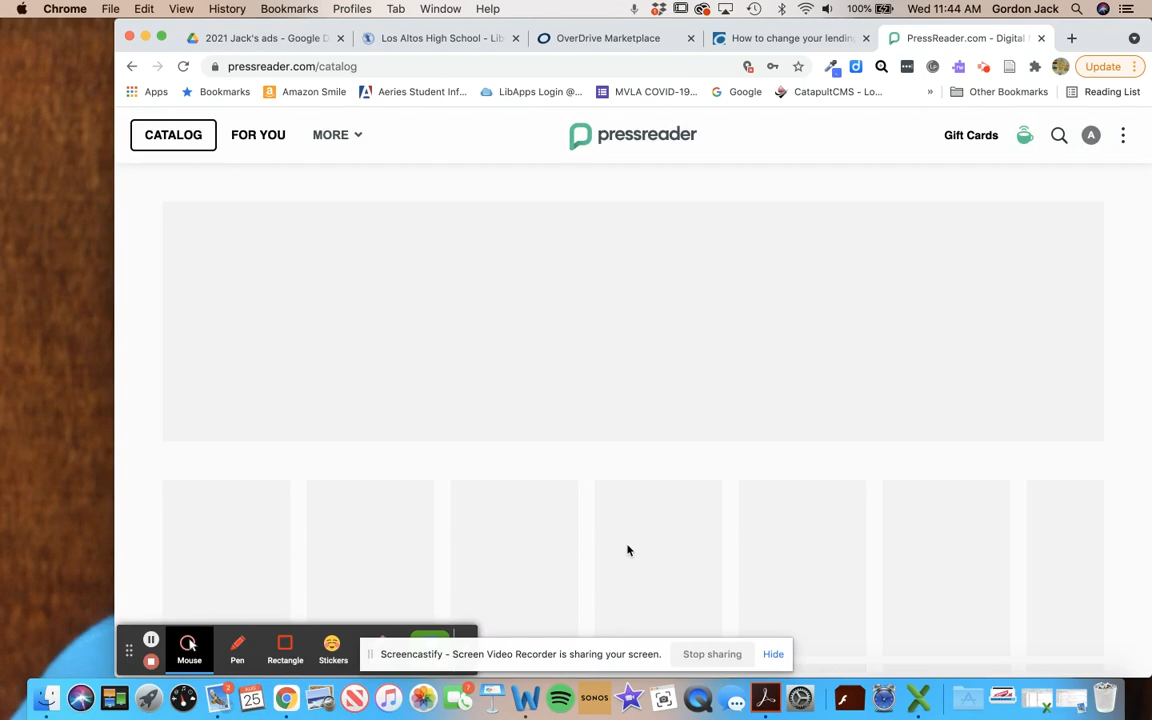 Chrome File Edit View History Bookmarks Profiles Tab Window Help 100% Wed 11:44 AM Gordon Jack
2021 Jack's ads - Google D
Los Altos High School - Lib
OverDrive Marketplace
How to change your lending
PressReader.com - Digital
pressreader.com/catalog
Update
Apps Bookmarks Amazon Smile Aeries Student Inf... LibApps Login @... MVLA COVID-19... Google CatapultCMS - Lo... » Other Bookmarks Reading List
CATALOG FOR YOU MORE pressreader Gift Cards A
Mouse Pen Rectangle Stickers
Screencastify - Screen Video Recorder is sharing your screen. Stop sharing Hide
SONOS